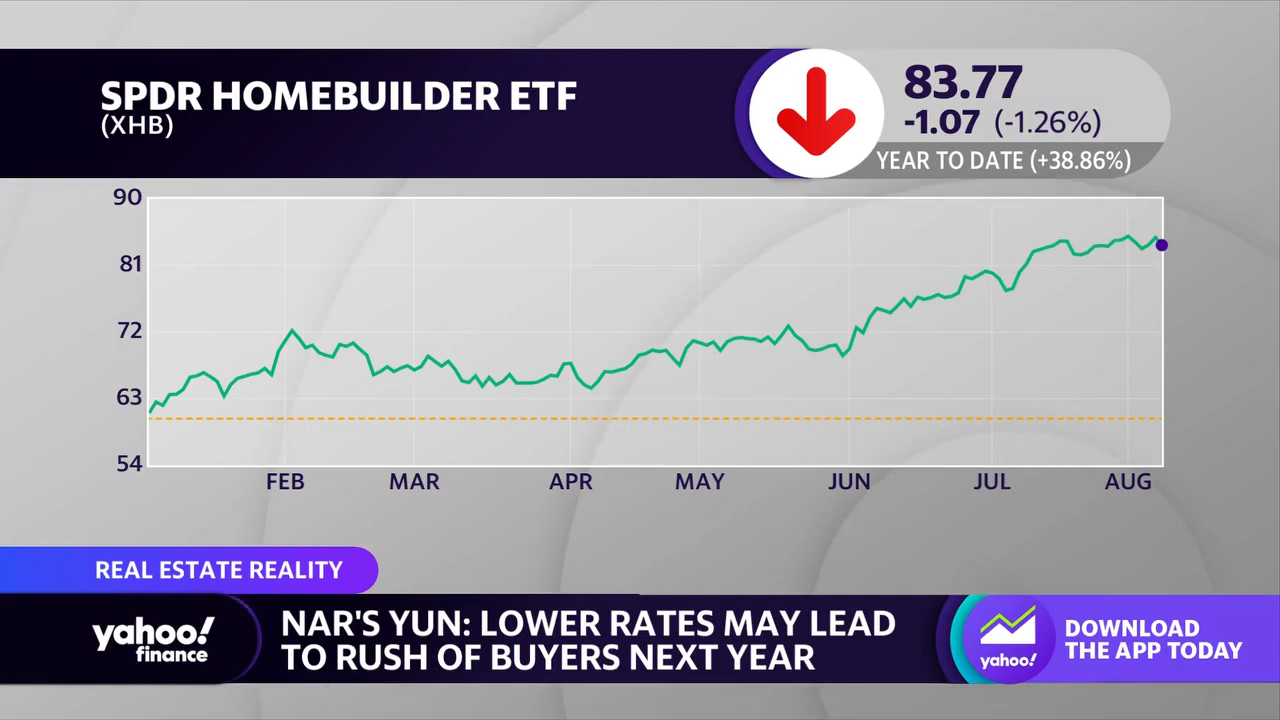 SPDR HOMEBUILDER ETF
(XHB)
83.77
-1.07 (-1.26%)
YEAR TO DATE (+38.86%)
90
81
72
63
54
FEB MAR APR MAY JUN JUL AUG
REAL ESTATE REALITY
yahoo!
finance
NAR'S YUN: LOWER RATES MAY LEAD
TO RUSH OF BUYERS NEXT YEAR
yahoo!
DOWNLOAD
THE APP TODAY